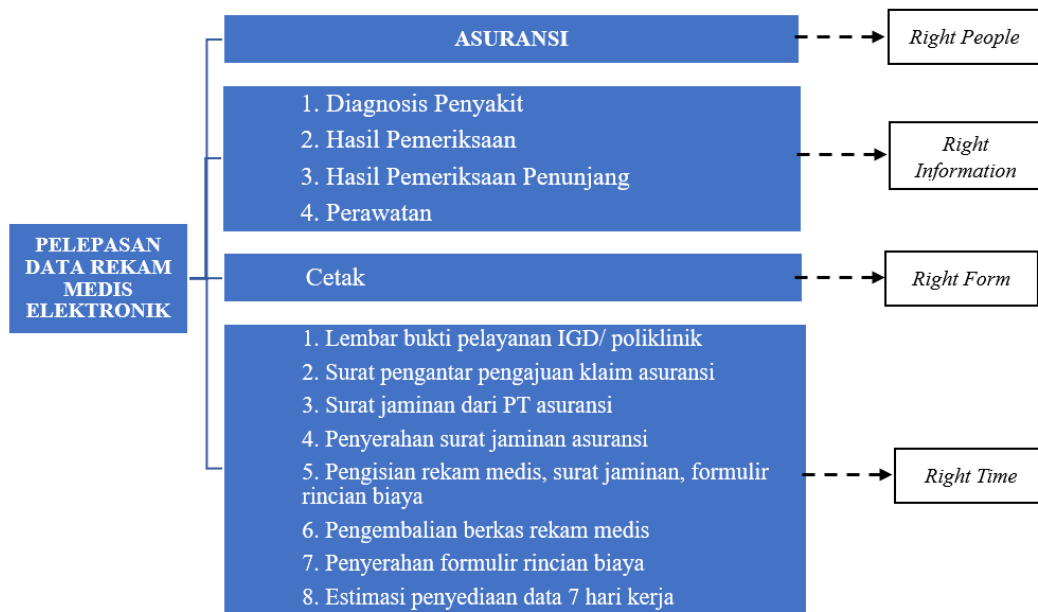 PELEPASAN
DATA REKAM
MEDIS
ELEKTRONIK
ASURANSI
Right People
1. Diagnosis Penyakit
2. Hasil Pemeriksaan
3. Hasil Pemeriksaan Penunjang
4. Perawatan
Right
Information
Cetak
Right Form
1. Lembar bukti pelayanan IGD/ poliklinik
2. Surat pengantar pengajuan klaim asuransi
3. Surat jaminan dari PT asuransi
4. Penyerahan surat jaminan asuransi
5. Pengisian rekam medis, surat jaminan, formulir
rincian biaya
6. Pengembalian berkas rekam medis
7. Penyerahan formulir rincian biaya
8. Estimasi penyediaan data 7 hari kerja
Right Time